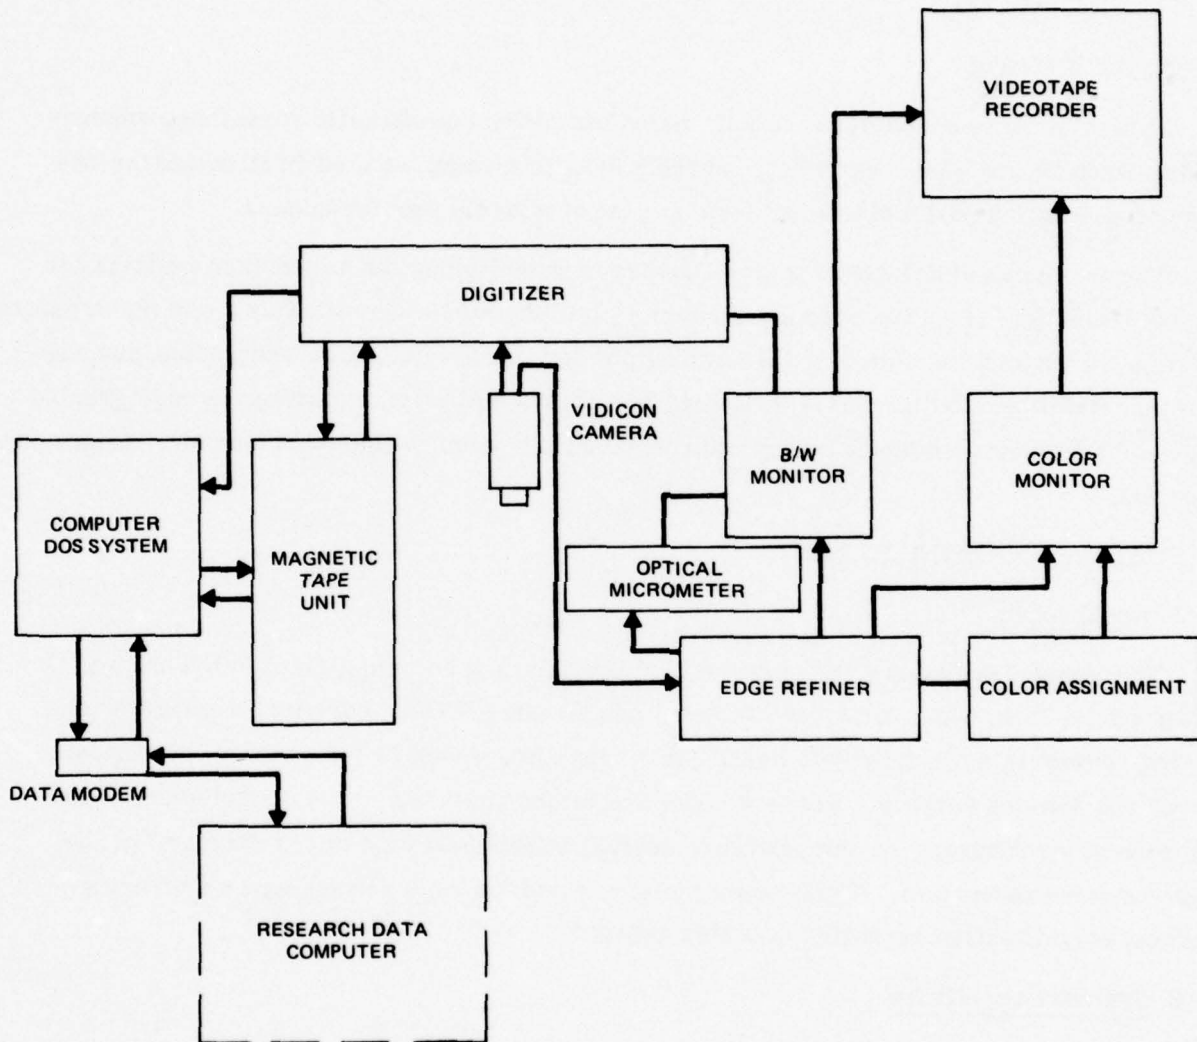 VIDEOTAPE
RECORDER
DIGITIZER
VIDICON
CAMERA
B/W
MONITOR
COLOR
MONITOR
COMPUTER
DOS SYSTEM
MAGNETIC
TAPE
UNIT
OPTICAL
MICROMETER
EDGE REFINER
COLOR ASSIGNMENT
DATA MODEM
RESEARCH DATA
COMPUTER